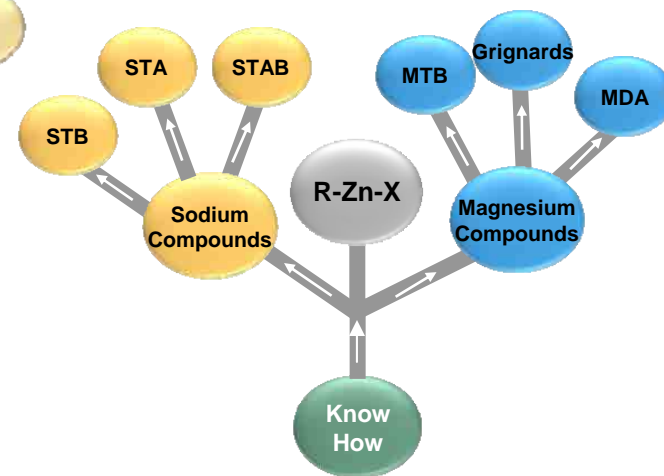 STA
STAB
MTB
Grignards
MDA
STB
R-Zn-X
Sodium
Compounds
Magnesium
Compounds
Know
How